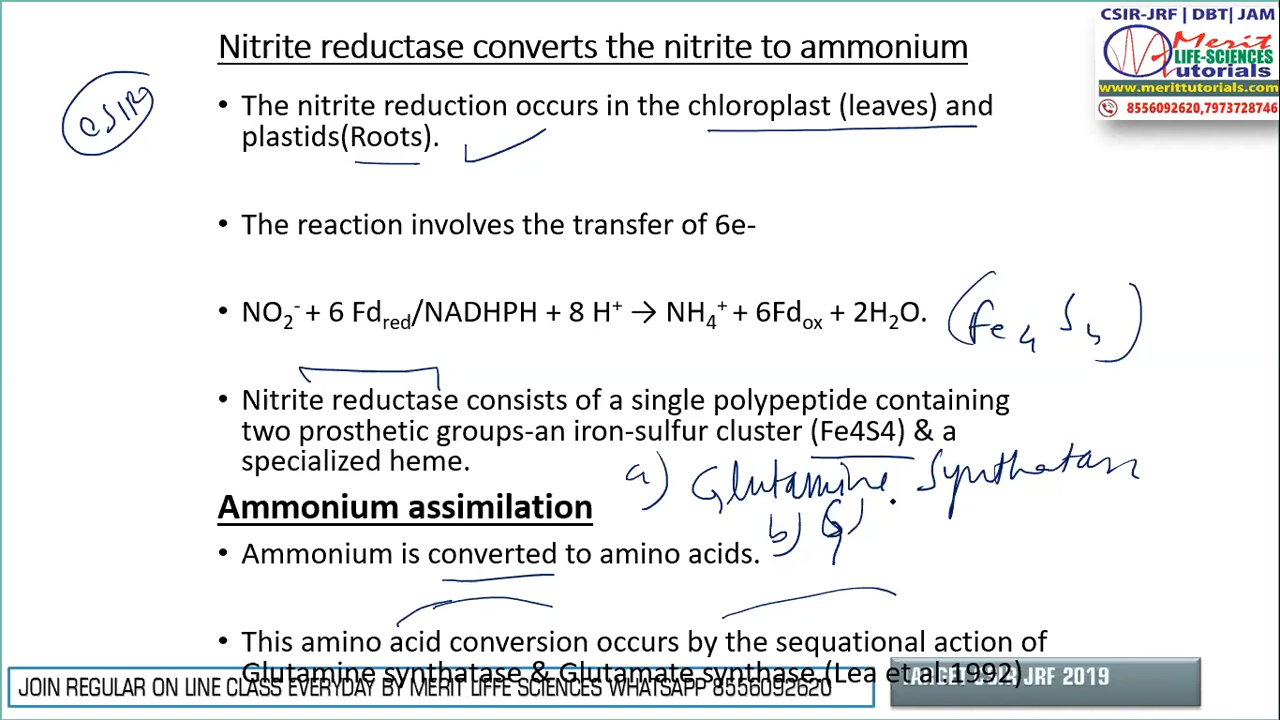 CSIR-JRF | DBT| JAM
Merit
LIFE-SCIENCES
utorials
www.merittutorials.com
8556092620,7973728746
Nitrite reductase converts the nitrite to ammonium
CSIR
• The nitrite reduction occurs in the chloroplast (leaves) and
plastids(Roots).
• The reaction involves the transfer of 6e-
• NO2- + 6 Fdred/NADHPH + 8 H+ → NH4+ + 6Fdox + 2H2O.
(Fe4 S4)
• Nitrite reductase consists of a single polypeptide containing
two prosthetic groups-an iron-sulfur cluster (Fe4S4) & a
specialized heme.
a) Glutamine Synthatase
b) G
Ammonium assimilation
• Ammonium is converted to amino acids.
• This amino acid conversion occurs by the sequational action of
Glutamine synthatase & Glutamate synthase.(Lea et al.1992)
JOIN REGULAR ON LINE CLASS EVERYDAY BY MERIT LIFFE SCIENCES WHATSAPP 8556092620
JRF 2019